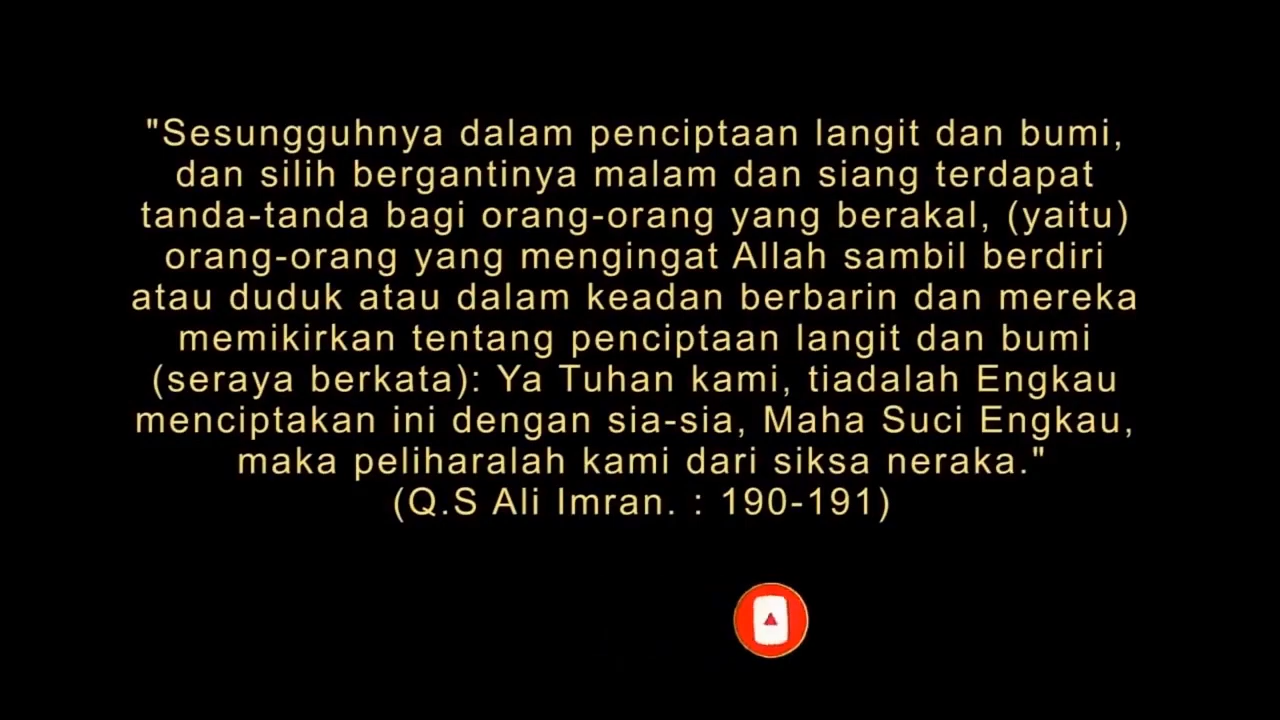 "Sesungguhnya dalam penciptaan langit dan bumi,
dan silih bergantinya malam dan siang terdapat
tanda-tanda bagi orang-orang yang berakal, (yaitu)
orang-orang yang mengingat Allah sambil berdiri
atau duduk atau dalam keadan berbarin dan mereka
memikirkan tentang penciptaan langit dan bumi
(seraya berkata): Ya Tuhan kami, tiadalah Engkau
menciptakan ini dengan sia-sia, Maha Suci Engkau,
maka peliharalah kami dari siksa neraka."
(Q.S Ali Imran. : 190-191)